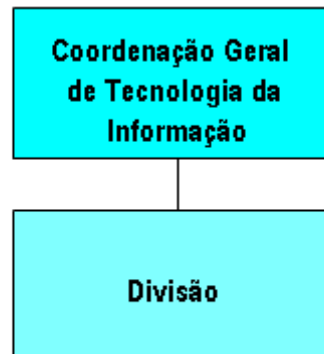 Coordenação Geral
de Tecnologia da
Informação
Divisão